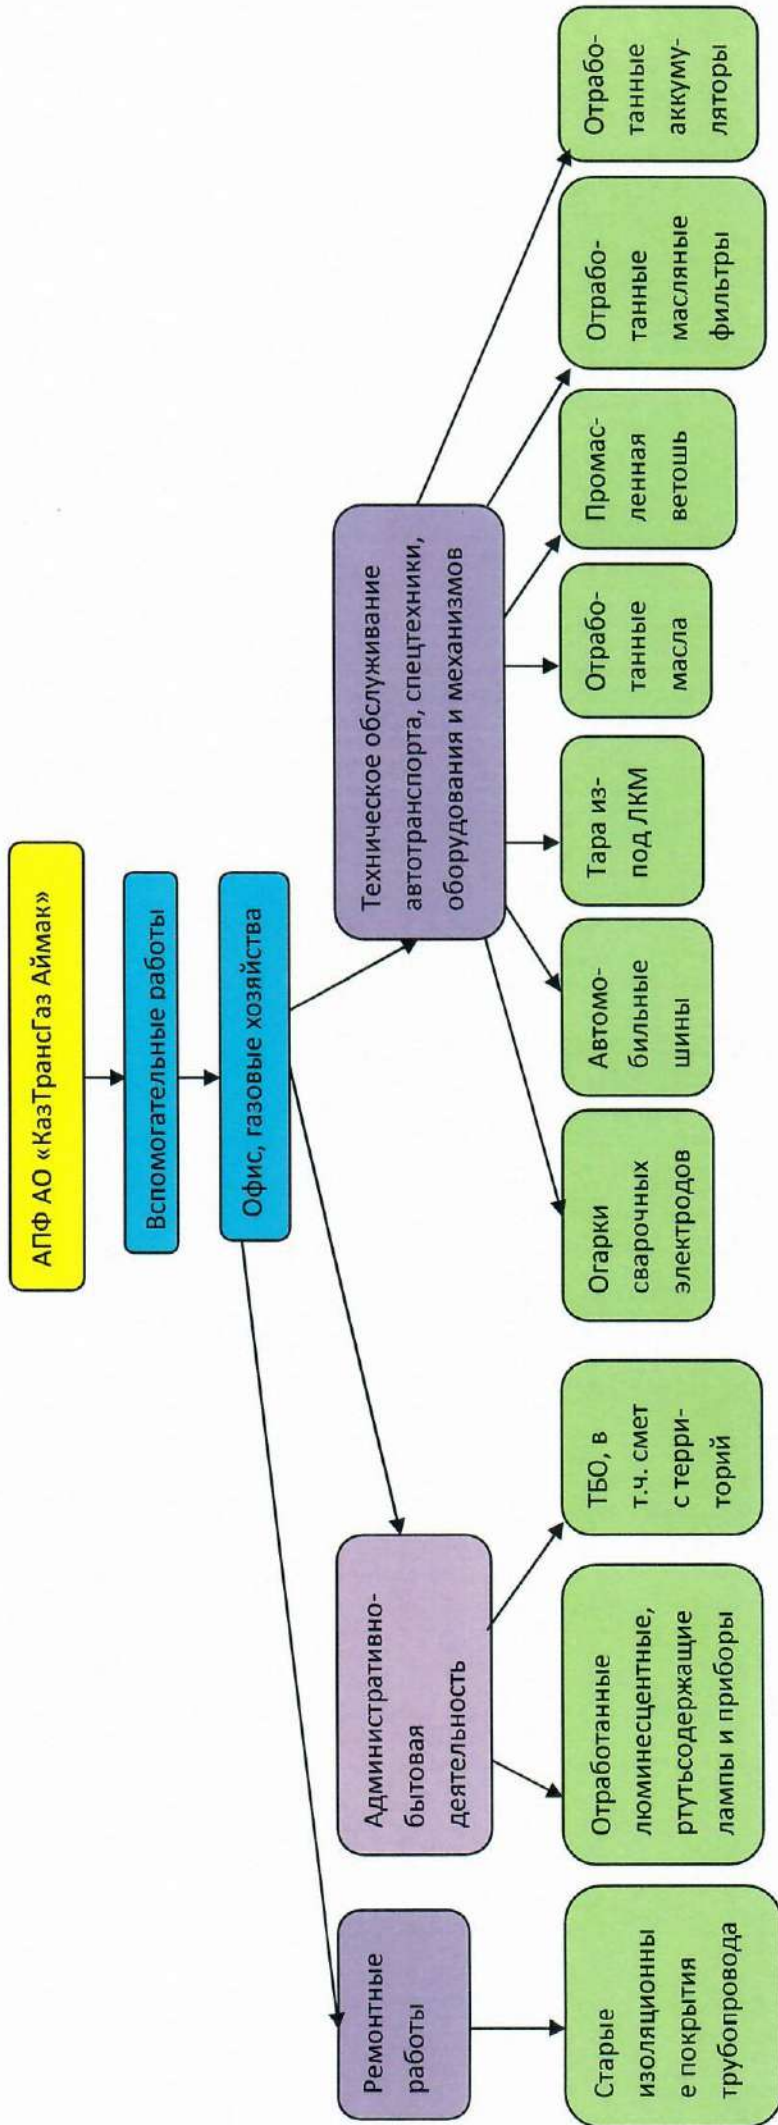 АПФ АО «КазТрансГаз Аймак»
Вспомогательные работы
Офис, газовые хозяйства
Ремонтные
работы
Административно-
бытовая
деятельность
Техническое обслуживание
автотранспорта, спецтехники,
оборудования и механизмов
Старые
изоляционны
е покрытия
трубопровода
Отработанные
люминесцентные,
ртутьсодержащие
лампы и приборы
ТБО, в
т.ч. смет
с терри-
торий
Огарки
сварочных
электродов
Автомо-
бильные
шины
Тара из-
под ЛКМ
Отрабо-
танные
масла
Промас-
ленная
ветошь
Отрабо-
танные
масляные
фильтры
Отрабо-
танные
аккуму-
ляторы